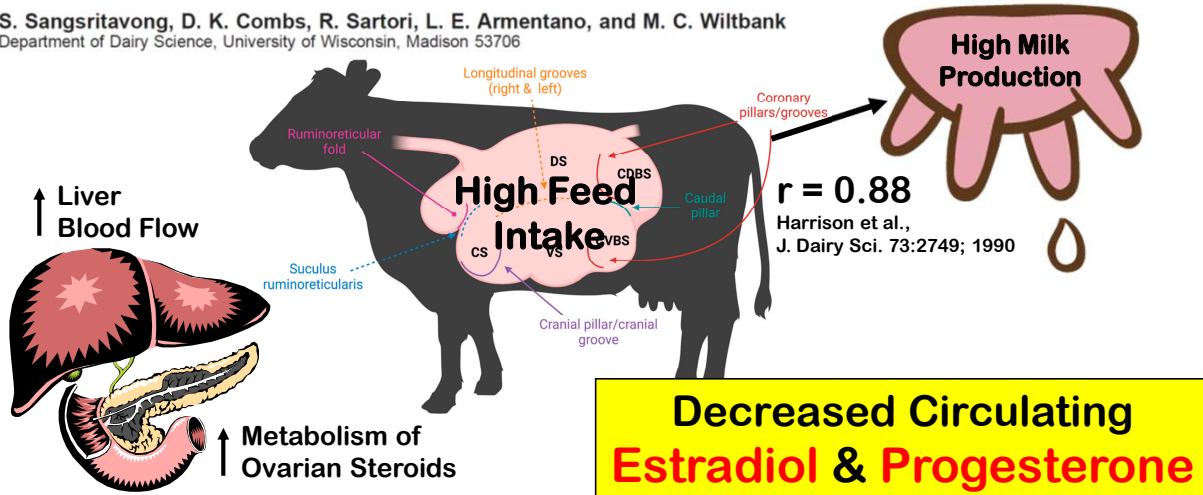 S. Sangsritavong, D. K. Combs, R. Sartori, L. E. Armentano, and M. C. Wiltbank
Department of Dairy Science, University of Wisconsin, Madison 53706
High Milk
Production
Longitudinal grooves
(right & left)
Coronary
pillars/grooves
Ruminoreticular
fold
DS
CDBS
High Feed
Intake
Caudal
pillar
CS
VS
VBS
r = 0.88
Harrison et al.,
J. Dairy Sci. 73:2749; 1990
Liver
Blood Flow
Suculus
ruminoreticularis
Cranial pillar/cranial
groove
Metabolism of
Ovarian Steroids
Decreased Circulating
Estradiol & Progesterone